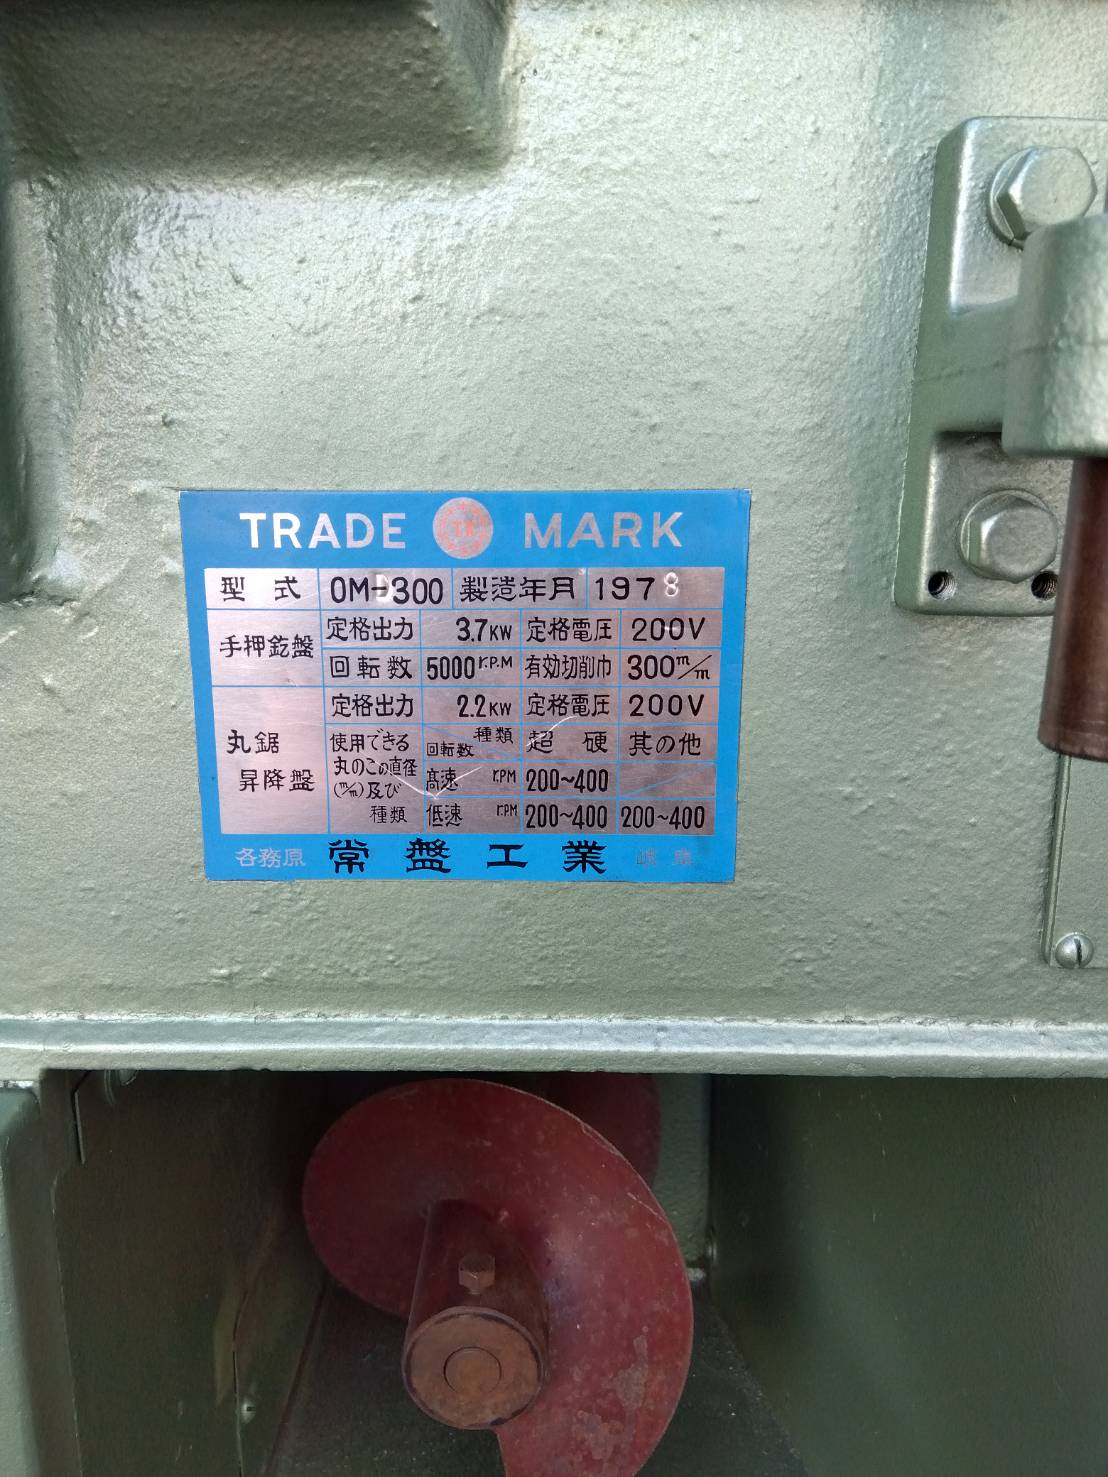 TRADE TK MARK
型式 OM-300 製造年月 1978
手押鉋盤 定格出力 3.7KW 定格電圧 200V
回転数 5000r.P.M 有効切削巾 300m/m
丸鋸昇降盤 定格出力 2.2KW 定格電圧 200V
使用できる丸のこの直径(m/m)及び種類 回転数 種類 超硬 其の他
高速 r.PM 200~400
低速 r.PM 200~400 200~400
各務原 常盤工業 岐阜